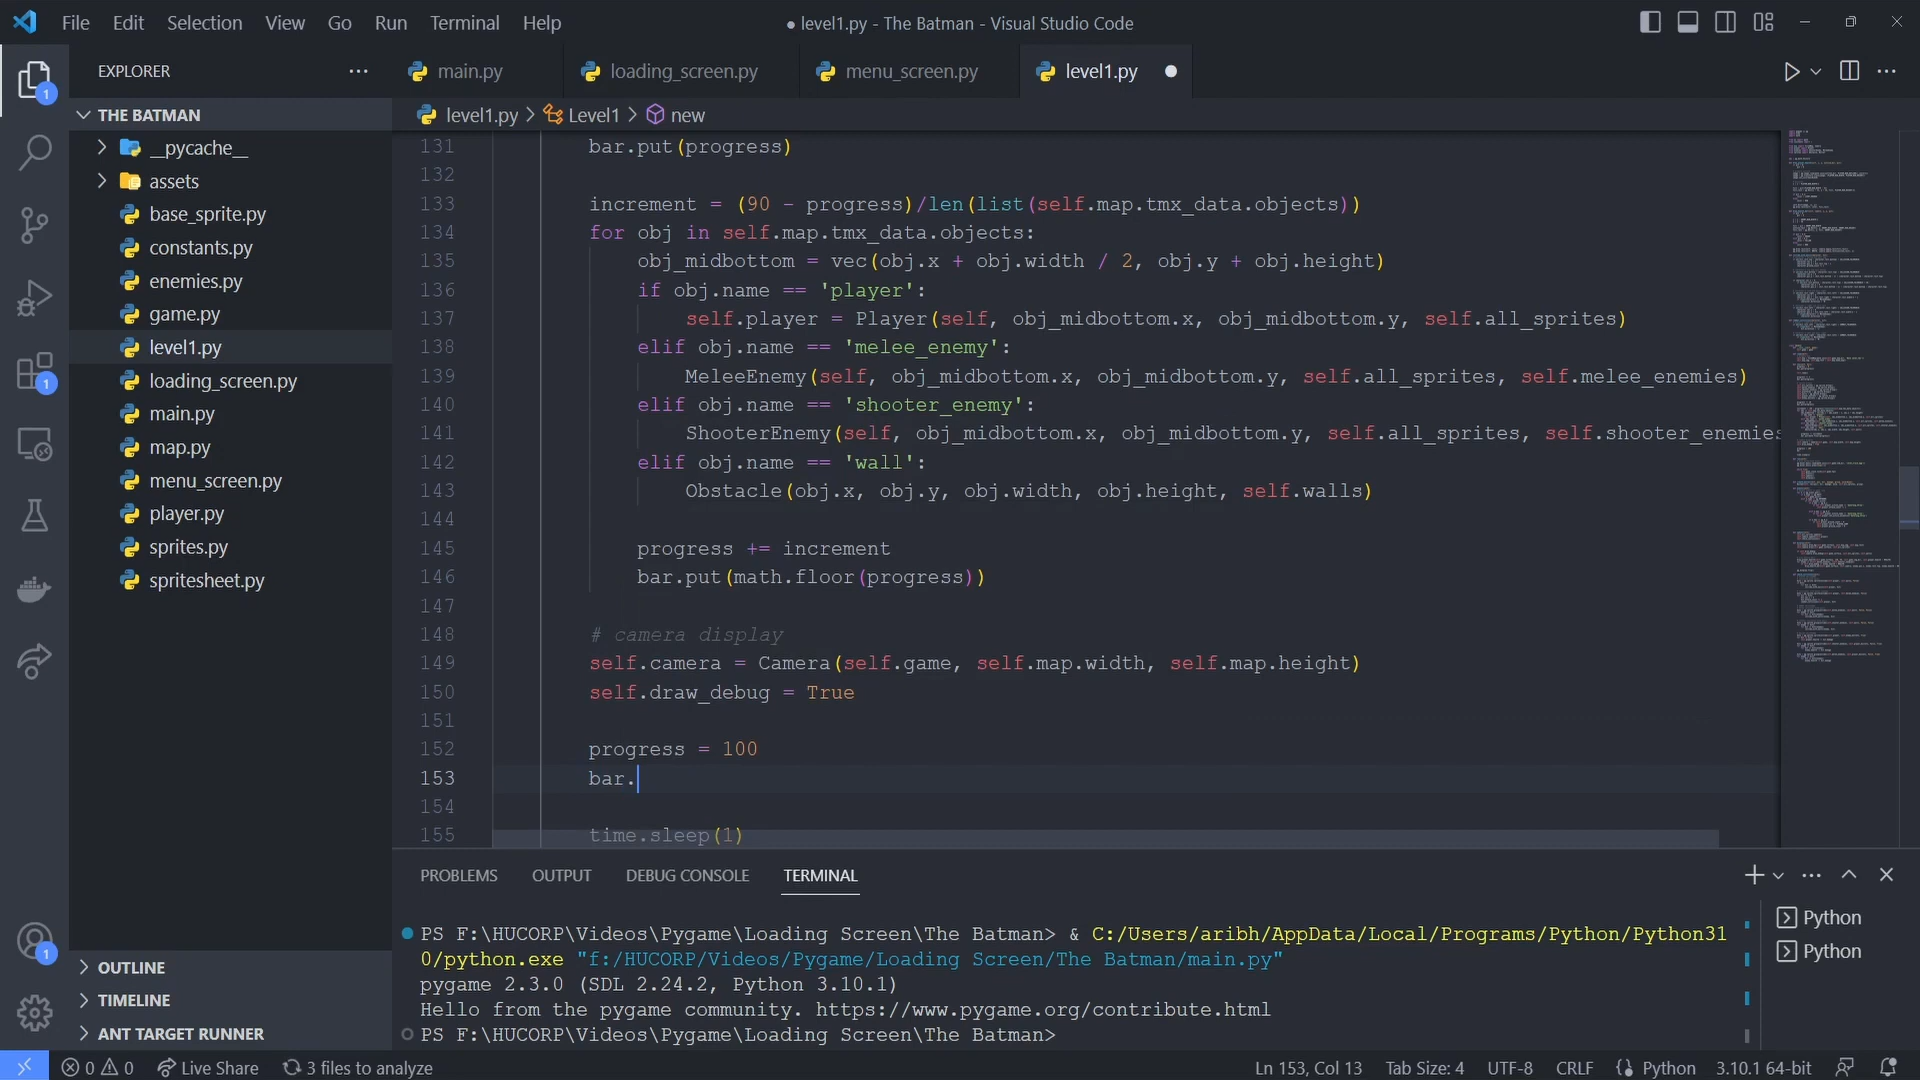 File Edit Selection View Go Run Terminal Help
● level1.py - The Batman - Visual Studio Code
EXPLORER
main.py
loading_screen.py
menu_screen.py
level1.py
THE BATMAN
level1.py > Level1 > new
__pycache__
assets
base_sprite.py
constants.py
enemies.py
game.py
level1.py
loading_screen.py
main.py
map.py
menu_screen.py
player.py
sprites.py
spritesheet.py
OUTLINE
TIMELINE
ANT TARGET RUNNER
1
1
1
131 bar.put(progress)
132
133 increment = (90 - progress)/len(list(self.map.tmx_data.objects))
134 for obj in self.map.tmx_data.objects:
135 obj_midbottom = vec(obj.x + obj.width / 2, obj.y + obj.height)
136 if obj.name == 'player':
137 self.player = Player(self, obj_midbottom.x, obj_midbottom.y, self.all_sprites)
138 elif obj.name == 'melee_enemy':
139 MeleeEnemy(self, obj_midbottom.x, obj_midbottom.y, self.all_sprites, self.melee_enemies)
140 elif obj.name == 'shooter_enemy':
141 ShooterEnemy(self, obj_midbottom.x, obj_midbottom.y, self.all_sprites, self.shooter_enemies
142 elif obj.name == 'wall':
143 Obstacle(obj.x, obj.y, obj.width, obj.height, self.walls)
144
145 progress += increment
146 bar.put(math.floor(progress))
147
148 # camera display
149 self.camera = Camera(self.game, self.map.width, self.map.height)
150 self.draw_debug = True
151
152 progress = 100
153 bar.
154
155 time.sleep(1)
PROBLEMS OUTPUT DEBUG CONSOLE TERMINAL
PS F:\HUCORP\Videos\Pygame\Loading Screen\The Batman> & C:/Users/aribh/AppData/Local/Programs/Python/Python31
0/python.exe "f:/HUCORP/Videos/Pygame/Loading Screen/The Batman/main.py"
pygame 2.3.0 (SDL 2.24.2, Python 3.10.1)
Hello from the pygame community. https://www.pygame.org/contribute.html
PS F:\HUCORP\Videos\Pygame\Loading Screen\The Batman>
Python
Python
0 0 Live Share 3 files to analyze
Ln 153, Col 13 Tab Size: 4 UTF-8 CRLF Python 3.10.1 64-bit